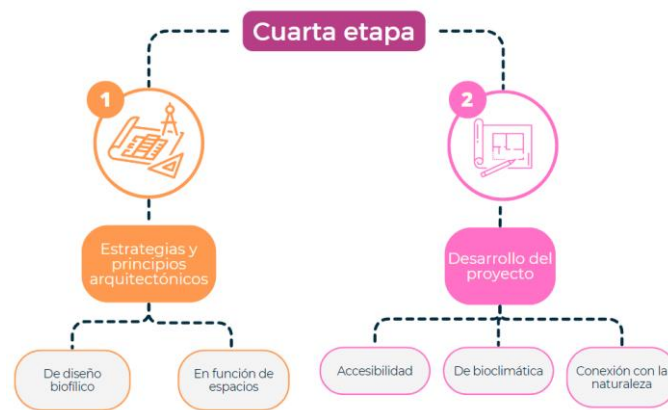 Cuarta etapa
1
2
Estrategias y
principios
arquitectónicos
Desarrollo del
proyecto
De diseño
biofílico
En función de
espacios
Accesibilidad
De bioclimática
Conexión con la
naturaleza